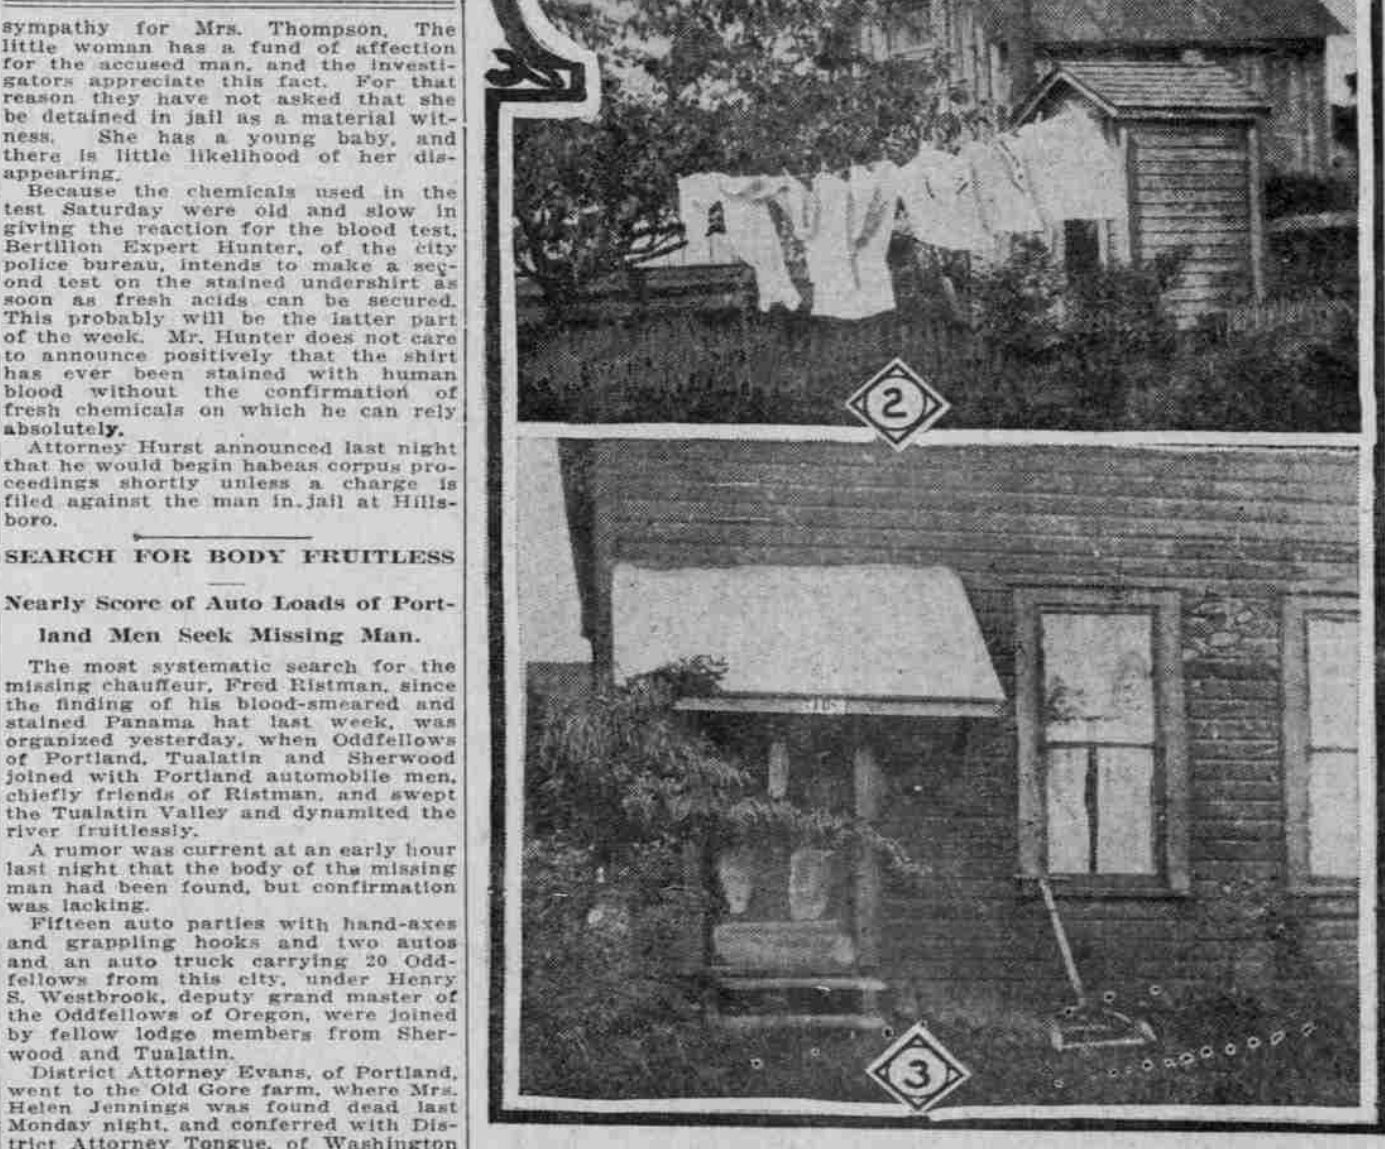 sympathy for Mrs. Thompson. The
little woman has a fund of affection
for the accused man, and the investi-
gators appreciate this fact. For that
reason they have not asked that she
be detained in jail as a material wit-
ness. She has a young baby, and
there is little likelihood of her dis-
appearing.
Because the chemicals used in the
test Saturday were old and slow in
giving the reaction for the blood test,
Bertillon Expert Hunter, of the city
police bureau, intends to make a sec-
ond test on the stained undershirt as
soon as fresh acids can be secured.
This probably will be the latter part
of the week. Mr. Hunter does not care
to announce positively that the shirt
has ever been stained with human
blood without the confirmation of
fresh chemicals on which he can rely
absolutely.
Attorney Hurst announced last night
that he would begin habeas corpus pro-
ceedings shortly unless a charge is
filed against the man in jail at Hills-
boro.
SEARCH FOR BODY FRUITLESS
Nearly Score of Auto Loads of Port-
land Men Seek Missing Man.
The most systematic search for the
missing chauffeur, Fred Ristman, since
the finding of his blood-smeared and
stained Panama hat last week, was
organized yesterday, when Oddfellows
of Portland, Tualatin and Sherwood
joined with Portland automobile men,
chiefly friends of Ristman, and swept
the Tualatin Valley and dynamited the
river fruitlessly.
A rumor was current at an early hour
last night that the body of the missing
man had been found, but confirmation
was lacking.
Fifteen auto parties with hand-axes
and grappling hooks and two autos
and an auto truck carrying 20 Odd-
fellows from this city, under Henry
S. Westbrook, deputy grand master of
the Oddfellows of Oregon, were joined
by fellow lodge members from Sher-
wood and Tualatin.
District Attorney Evans, of Portland,
went to the Old Gore farm, where Mrs.
Helen Jennings was found dead last
Monday night, and conferred with Dis-
trict Attorney Tongue, of Washington
2
3